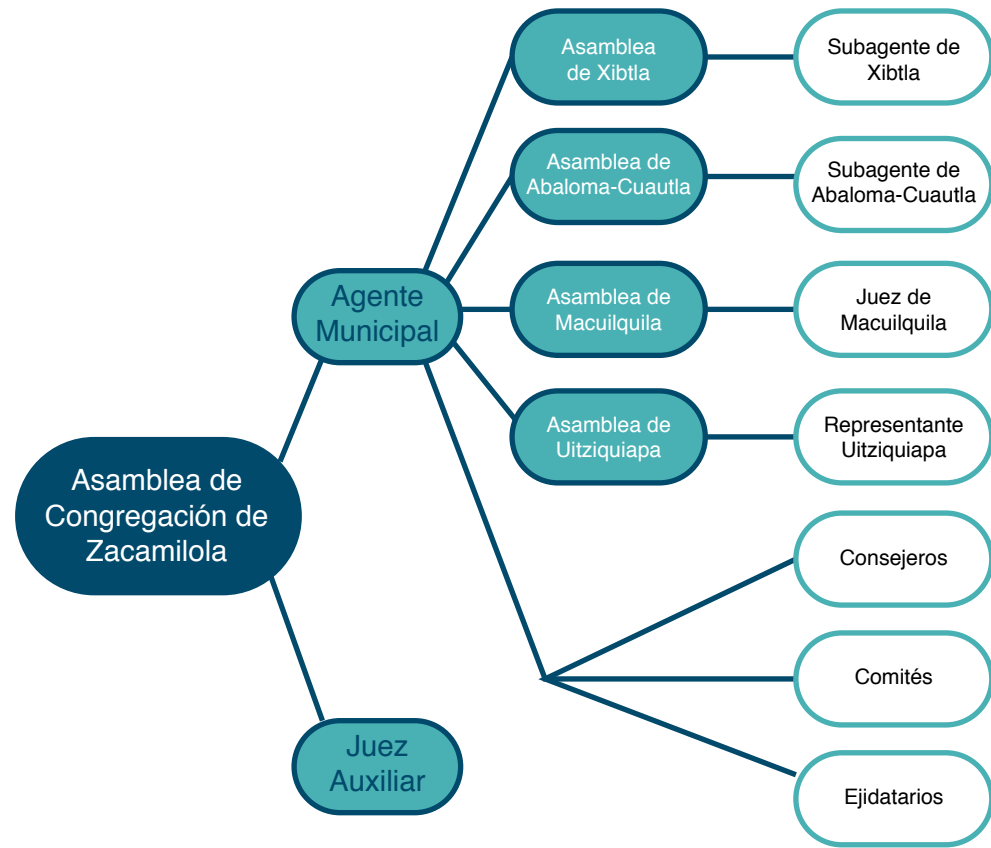 Asamblea de
Congregación de
Zacamilola
Agente
Municipal
Juez
Auxiliar
Asamblea
de Xibtla
Asamblea de
Abaloma-Cuautla
Asamblea de
Macuilquila
Asamblea de
Uitziquiapa
Subagente de
Xibtla
Subagente de
Abaloma-Cuautla
Juez de
Macuilquila
Representante
Uitziquiapa
Consejeros
Comités
Ejidatarios